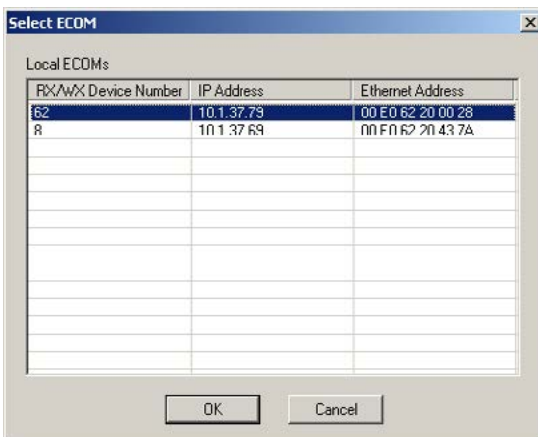 Select ECOM
Local ECOMs
RX/WX Device Number IP Address Ethernet Address
62 10.1.37.79 00 E0 62 20 00 28
8 10.1.37.69 00 E0 62 20 43 7A
OK Cancel